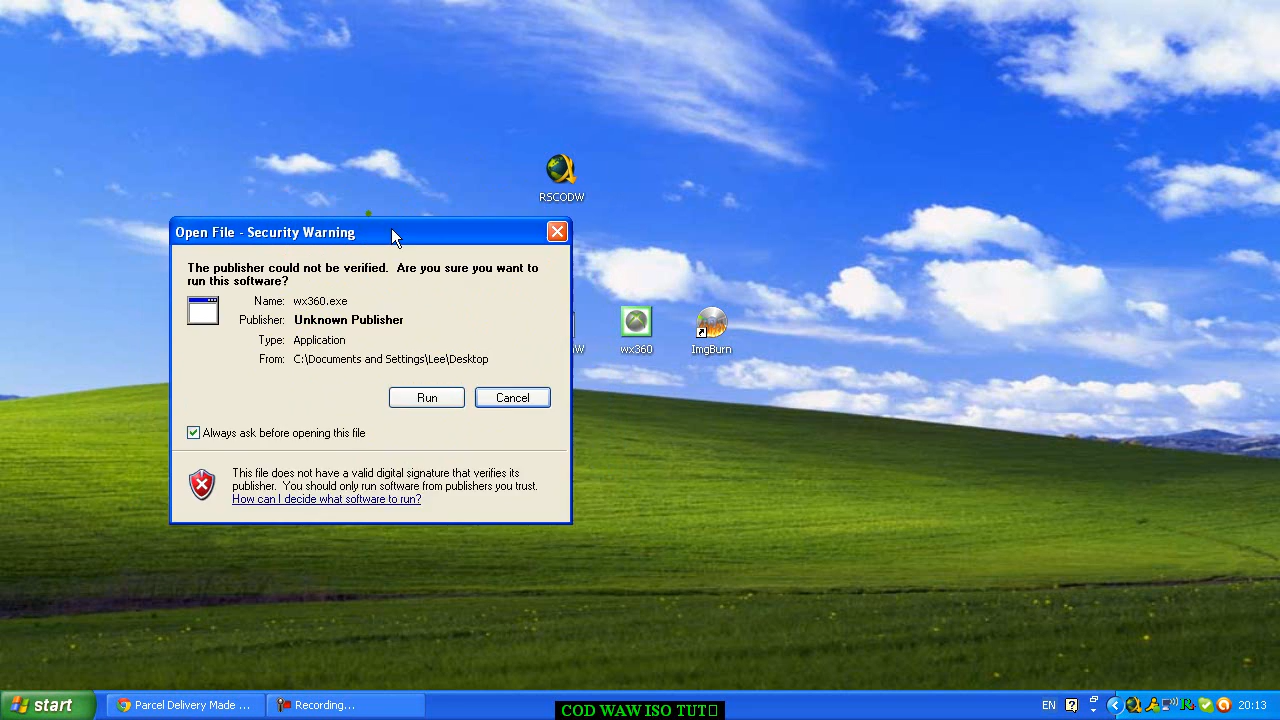 RSCODW
Open File - Security Warning
The publisher could not be verified. Are you sure you want to
run this software?
Name: wx360.exe
Publisher: Unknown Publisher
Type: Application
From: C:\Documents and Settings\Lee\Desktop
Run
Cancel
Always ask before opening this file
This file does not have a valid digital signature that verifies its
publisher. You should only run software from publishers you trust.
How can I decide what software to run?
wx360
ImgBurn
start
Parcel Delivery Made ...
Recording...
COD WAW ISO TUT
EN
20:13